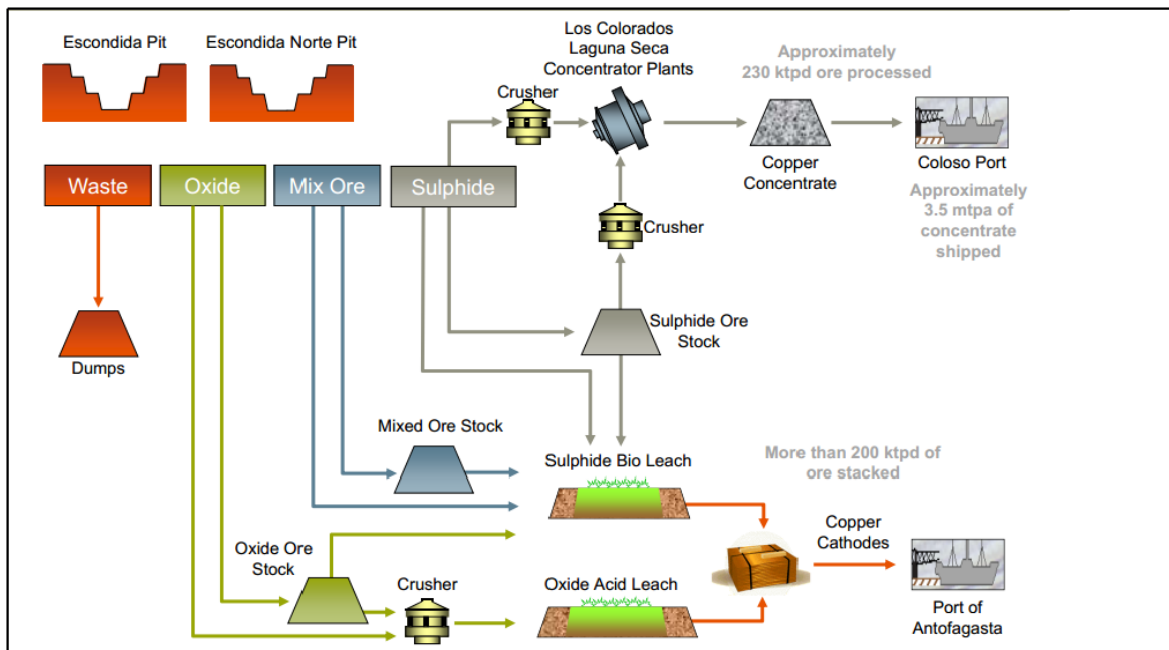 Escondida Pit
Escondida Norte Pit
Los Colorados
Laguna Seca
Concentrator Plants
Approximately
230 ktpd ore processed
Crusher
Copper
Concentrate
Coloso Port
Approximately
3.5 mtpa of
concentrate
shipped
Waste
Oxide
Mix Ore
Sulphide
Crusher
Dumps
Sulphide Ore
Stock
Mixed Ore Stock
Sulphide Bio Leach
More than 200 ktpd of
ore stacked
Oxide Ore
Stock
Crusher
Oxide Acid Leach
Copper
Cathodes
Port of
Antofagasta